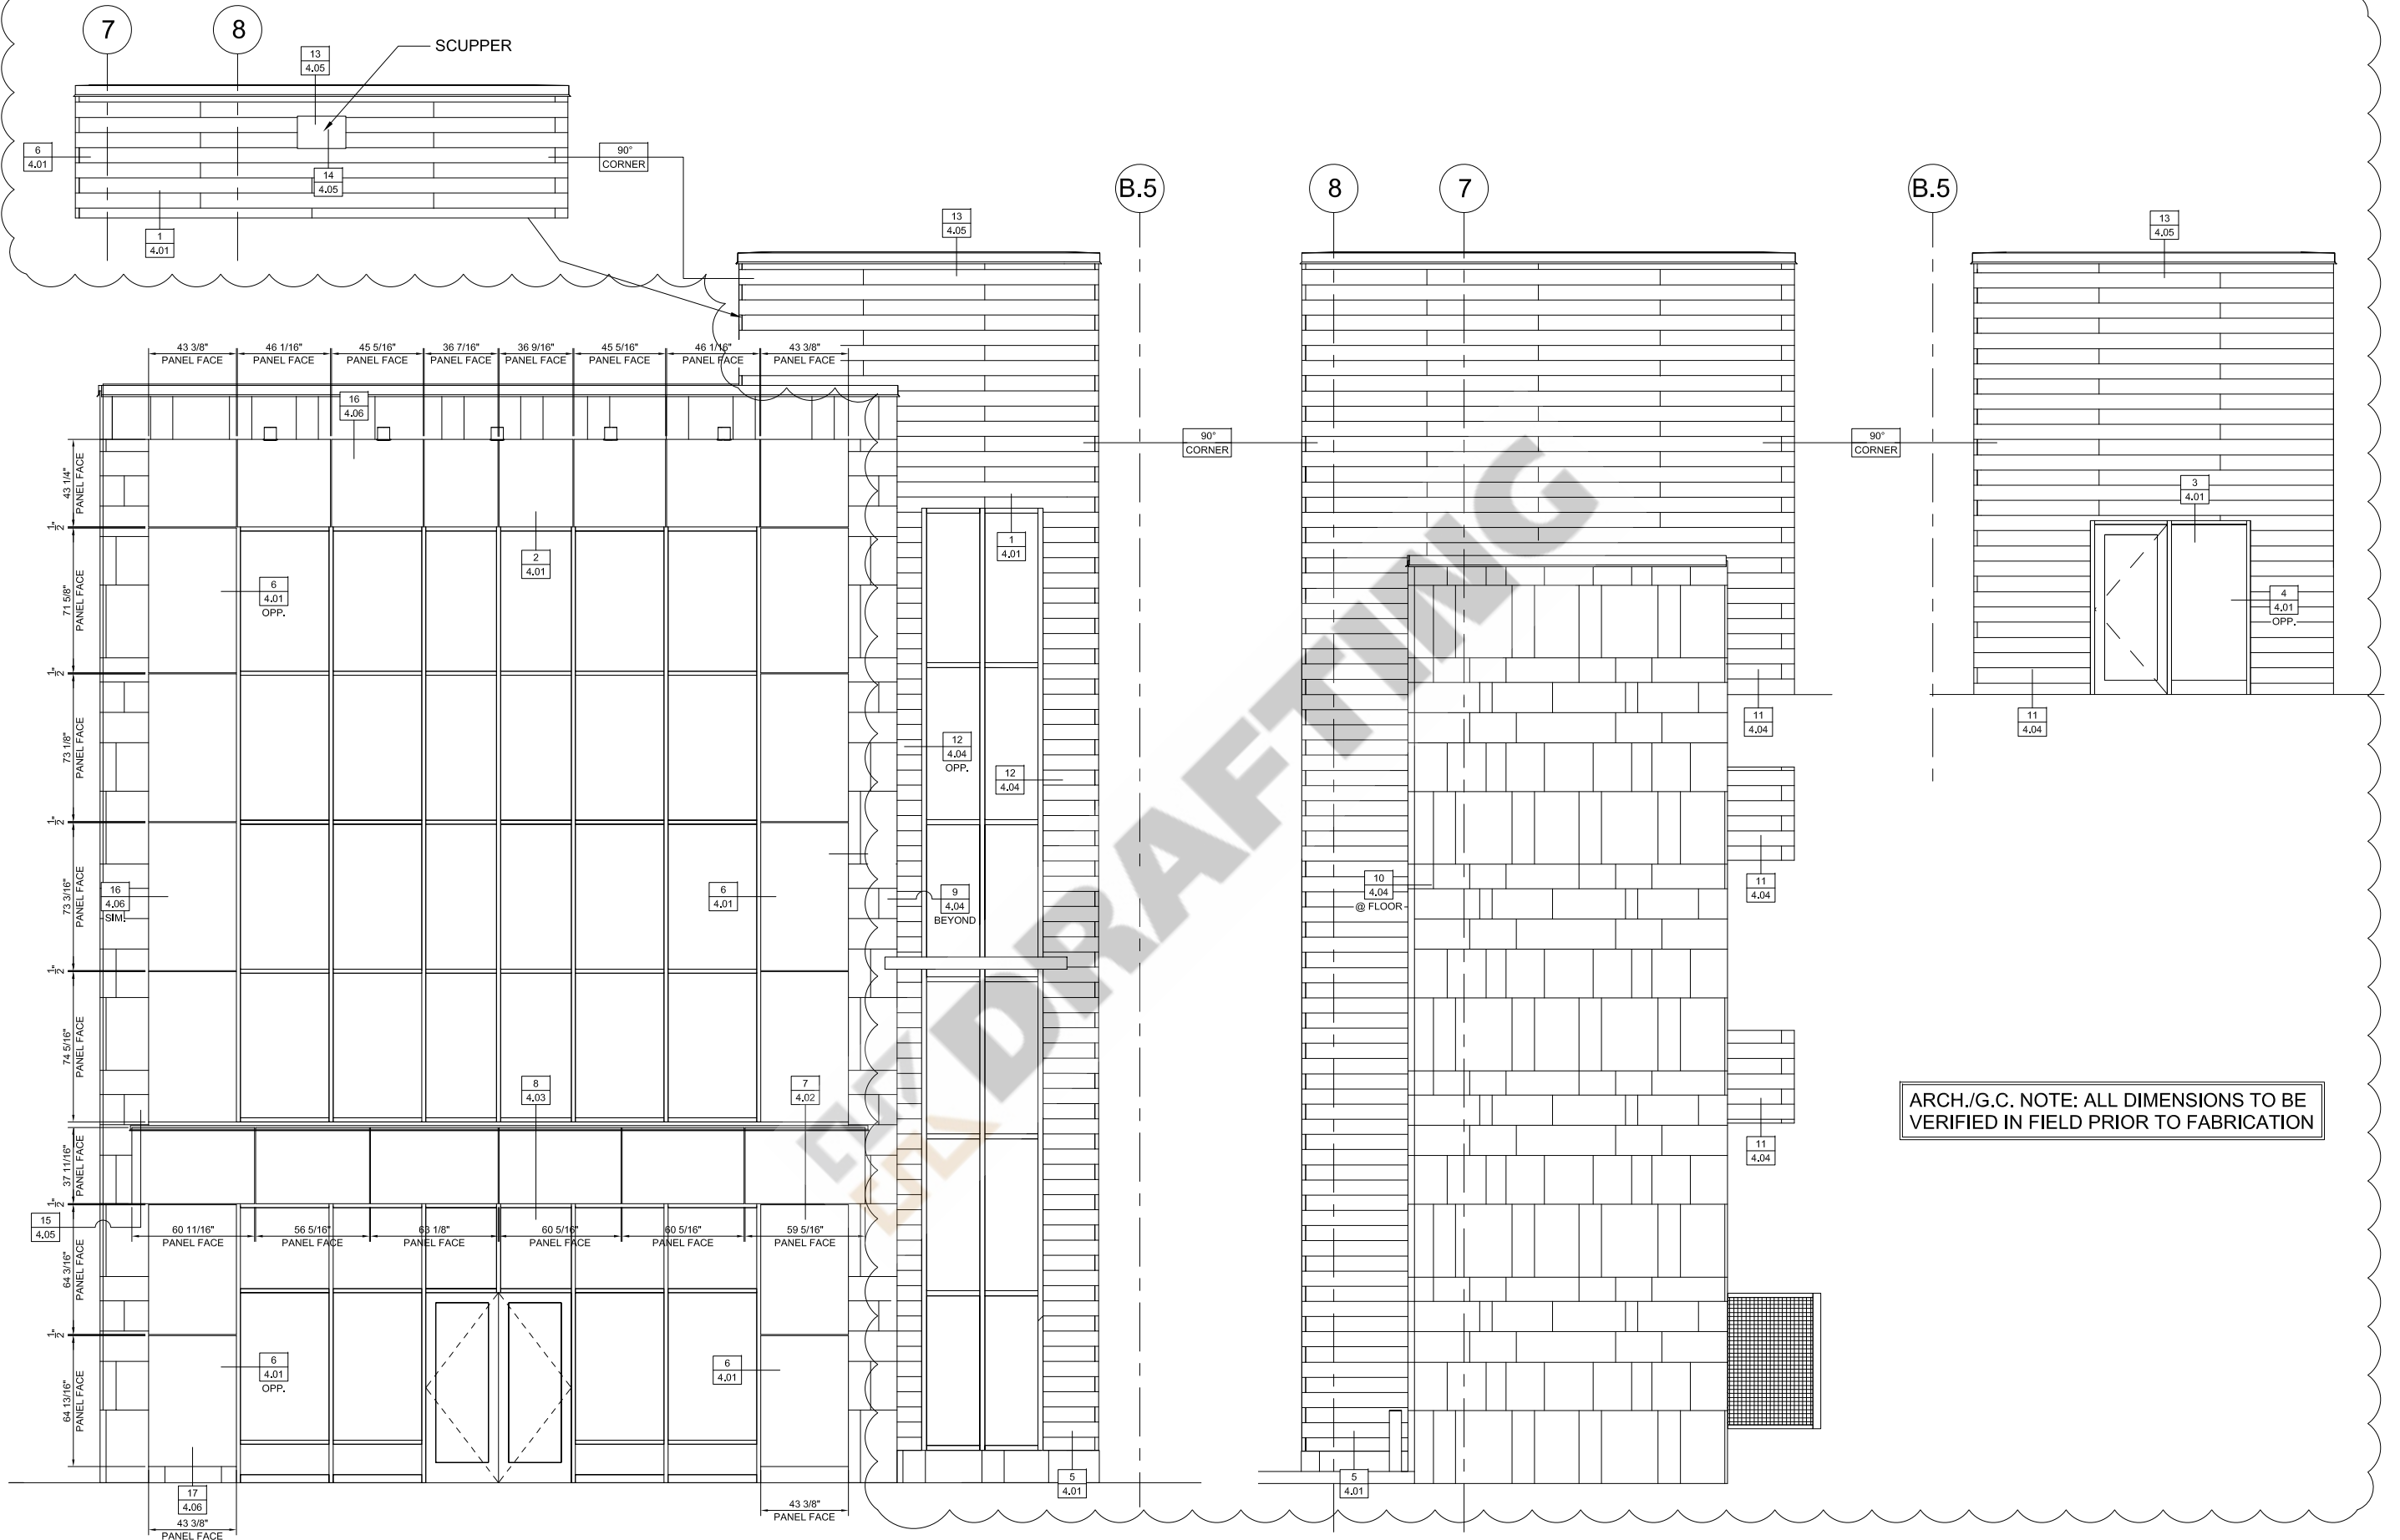 7
8
13
4.05
SCUPPER
6
4.01
14
4.05
1
4.01
90°
CORNER
B.5
8
7
B.5
13
4.05
13
4.05
43 3/8"
PANEL FACE
46 1/16"
PANEL FACE
45 5/16"
PANEL FACE
36 7/16"
PANEL FACE
36 9/16"
PANEL FACE
45 5/16"
PANEL FACE
46 1/16"
PANEL FACE
43 3/8"
PANEL FACE
16
4.06
90°
CORNER
90°
CORNER
43 1/4"
PANEL FACE
1"
2
3
4.01
2
4.01
1
4.01
6
4.01
OPP.
71 5/8"
PANEL FACE
4
4.01
OPP.
1"
2
11
4.04
11
4.04
73 1/8"
PANEL FACE
12
4.04
OPP.
12
4.04
1"
2
16
4.06
SIM.
73 3/16"
PANEL FACE
6
4.01
9
4.04
BEYOND
10
4.04
@ FLOOR
11
4.04
1"
2
DRAFTING
74 5/16"
PANEL FACE
8
4.03
7
4.02
ARCH./G.C. NOTE: ALL DIMENSIONS TO BE
VERIFIED IN FIELD PRIOR TO FABRICATION
11
4.04
37 11/16"
PANEL FACE
1"
2
15
4.05
60 11/16"
PANEL FACE
56 5/16"
PANEL FACE
63 1/8"
PANEL FACE
60 5/16"
PANEL FACE
60 5/16"
PANEL FACE
59 5/16"
PANEL FACE
64 3/16"
PANEL FACE
1"
2
6
4.01
OPP.
6
4.01
64 13/16"
PANEL FACE
17
4.06
5
4.01
5
4.01
43 3/8"
PANEL FACE
43 3/8"
PANEL FACE